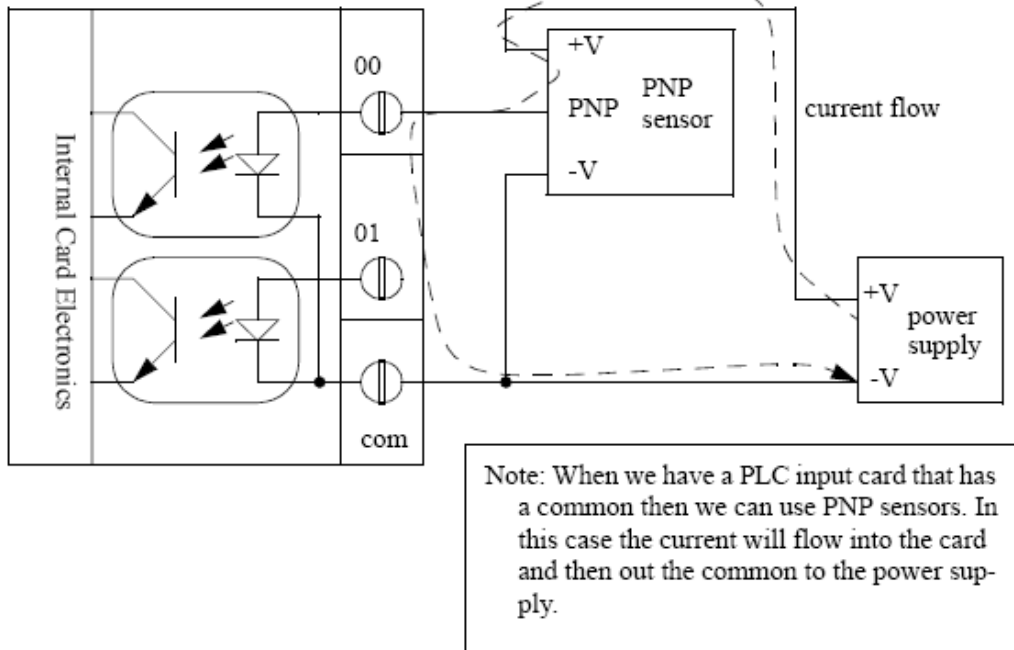 00
+V
PNP
PNP
sensor
current flow
-V
Internal Card Electronics
01
+V
power
supply
-V
com
Note: When we have a PLC input card that has
a common then we can use PNP sensors. In
this case the current will flow into the card
and then out the common to the power sup-
ply.